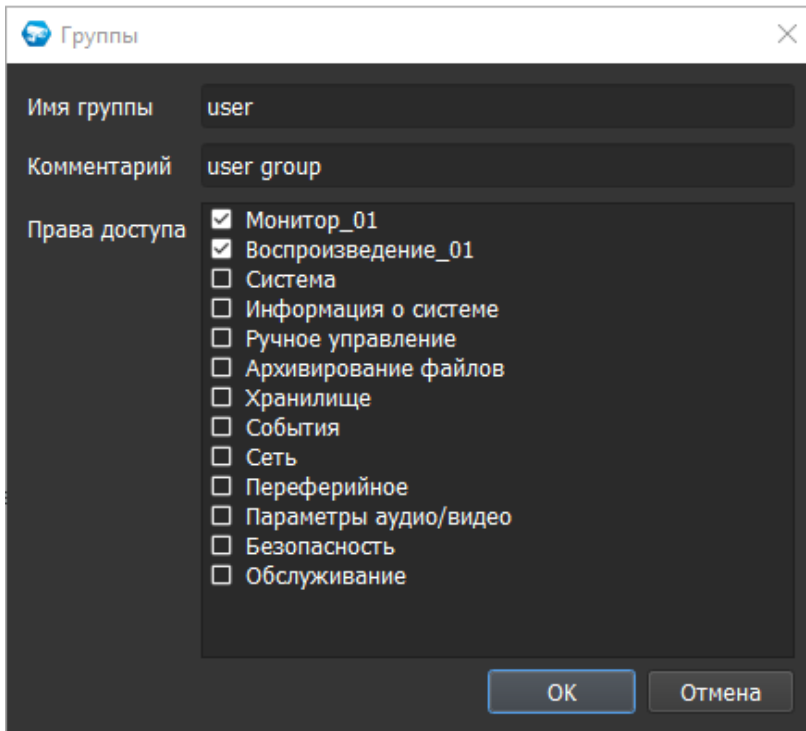 Группы
Имя группы user
Комментарий user group
Права доступа
Монитор_01
Воспроизведение_01
Система
Информация о системе
Ручное управление
Архивирование файлов
Хранилище
События
Сеть
Переферийное
Параметры аудио/видео
Безопасность
Обслуживание
OK Отмена